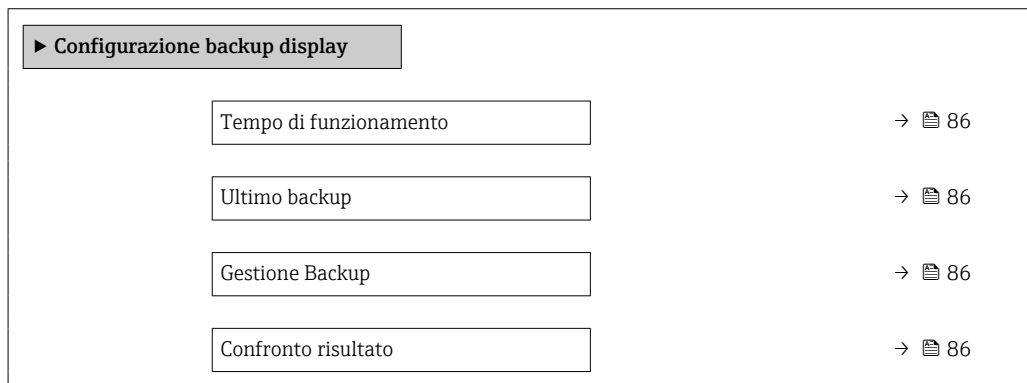 ▶ Configurazione backup display
Tempo di funzionamento → 86
Ultimo backup → 86
Gestione Backup → 86
Confronto risultato → 86